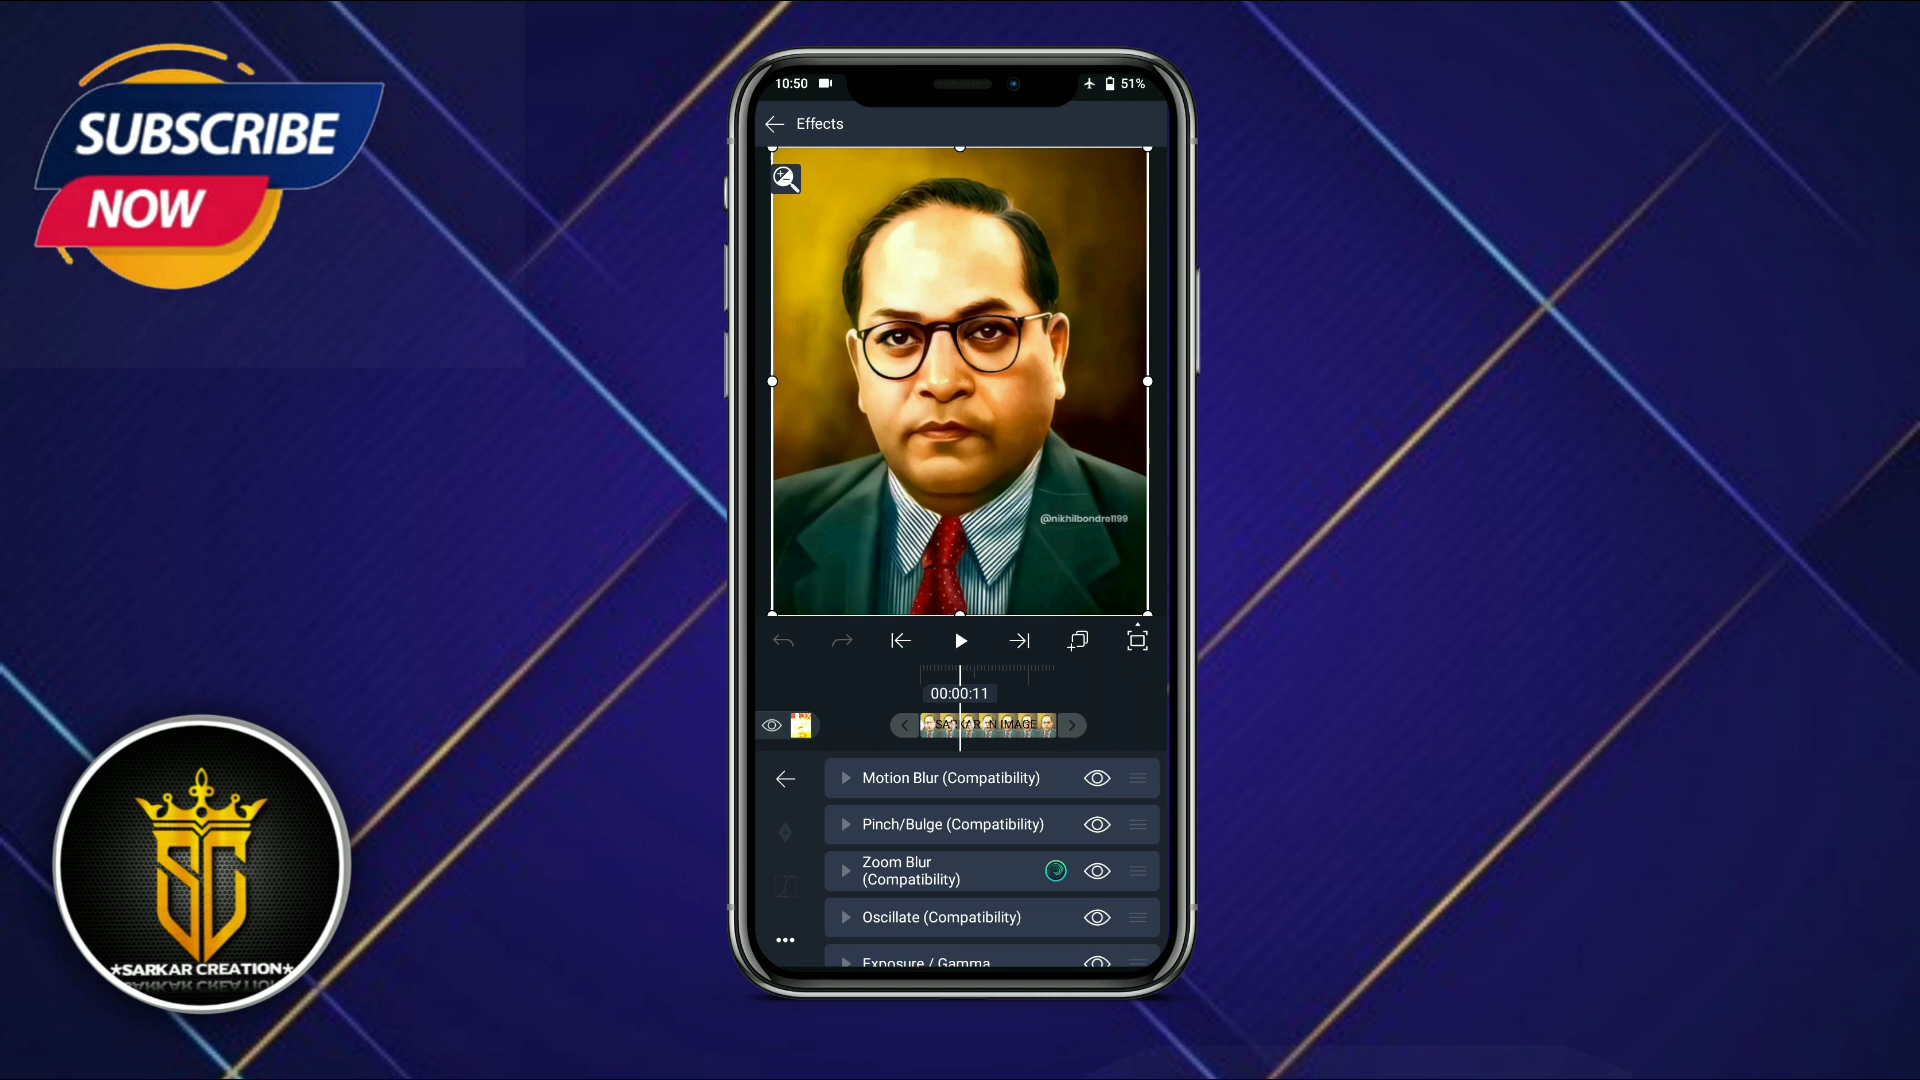 SUBSCRIBE
NOW
10:50
51%
Effects
@nikhilbondre1199
00:00:11
Motion Blur (Compatibility)
Pinch/Bulge (Compatibility)
Zoom Blur
(Compatibility)
Oscillate (Compatibility)
Exposure / Gamma
SC
*SARKAR CREATION*